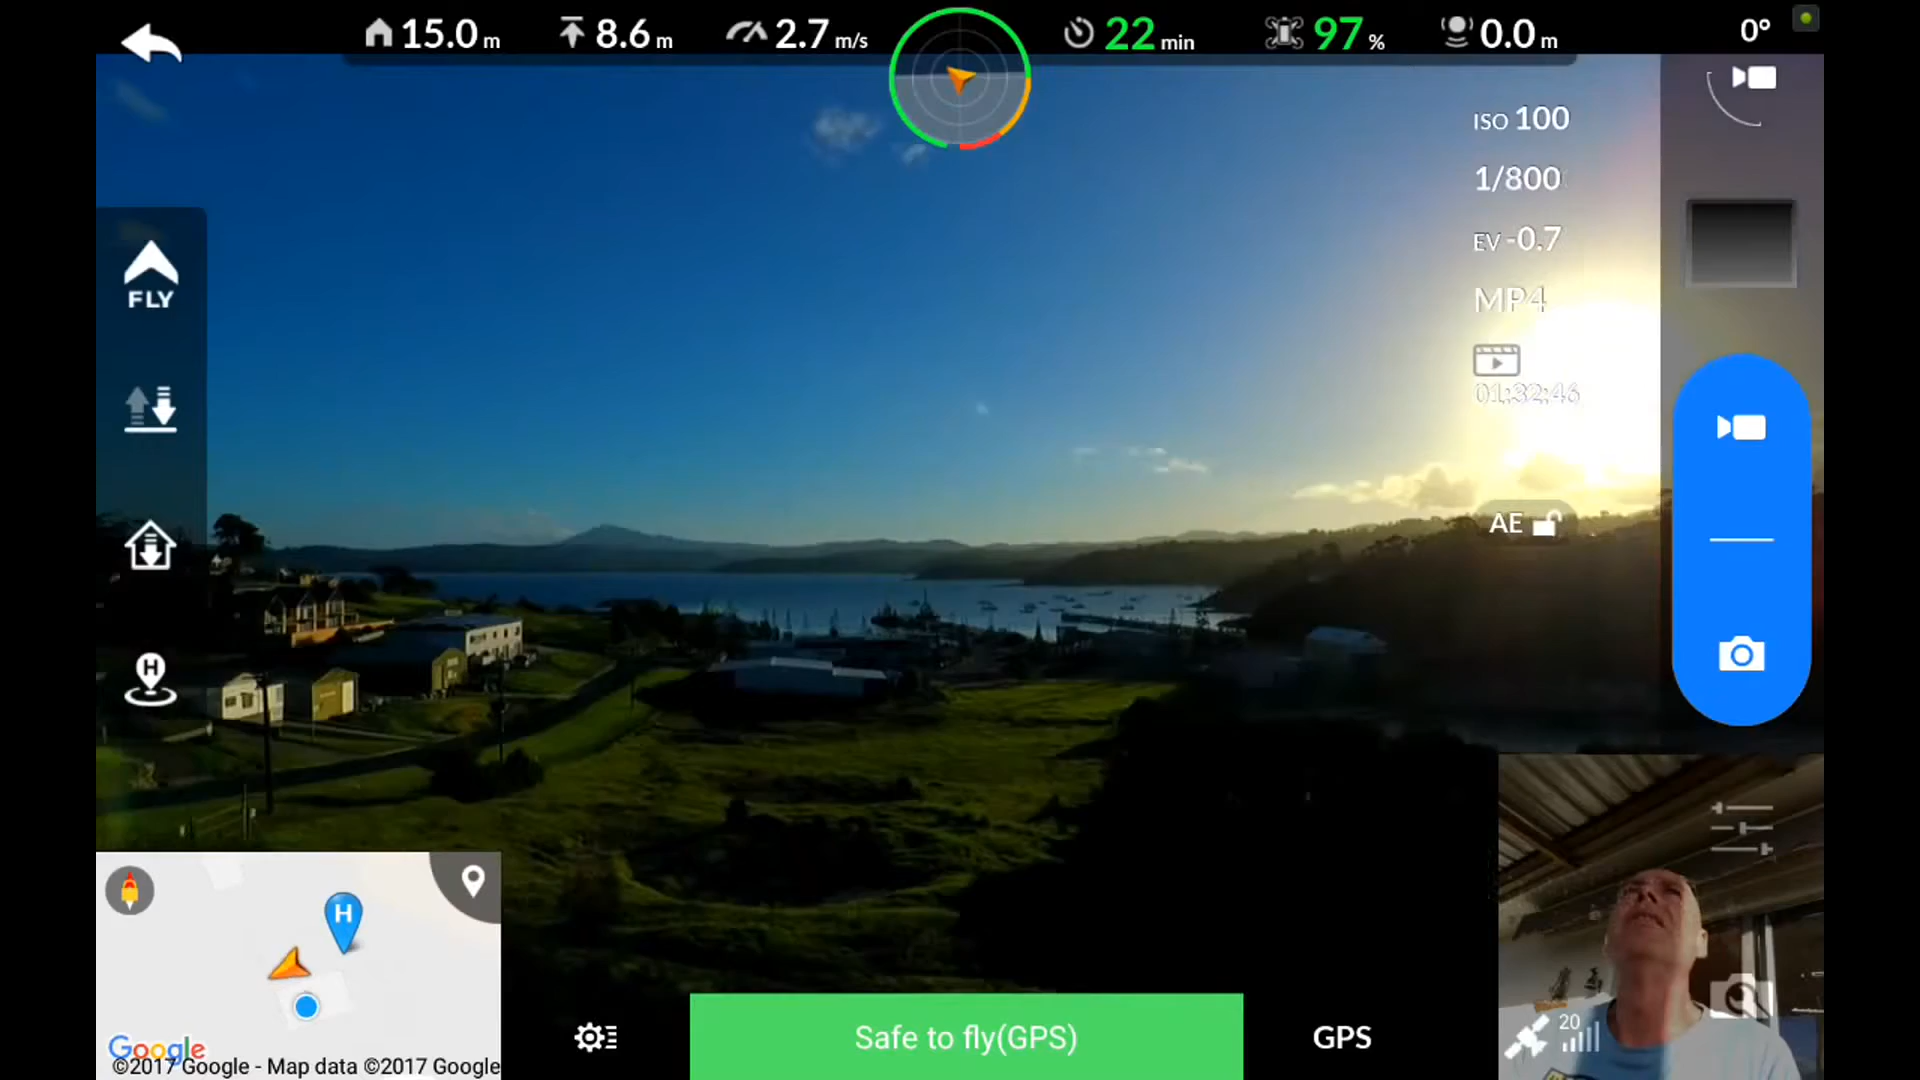 15.0 m
8.6 m
2.7 m/s
22 min
97 %
0.0 m
0°
ISO 100
1/800
EV -0.7
MP4
01:32:46
FLY
AE
H
H
Google
©2017 Google - Map data ©2017 Google
Safe to fly(GPS)
GPS
20